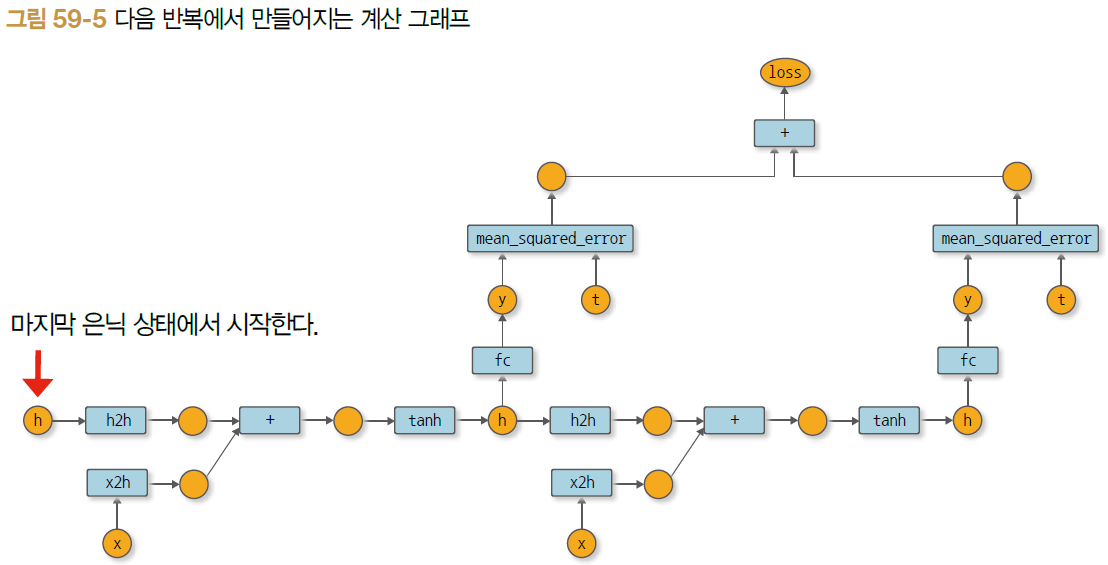 그림 59-5 다음 반복에서 만들어지는 계산 그래프
loss
+
mean_squared_error mean_squared_error
y t y t
마지막 은닉 상태에서 시작한다.
fc fc
h h2h + tanh h h2h + tanh h
x2h x2h
x x